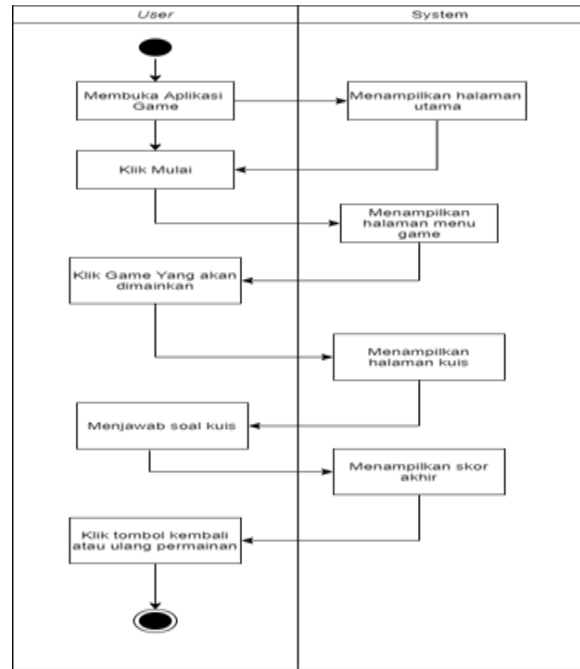 User
System
Membuka Aplikasi
Game
Menampilkan halaman
utama
Klik Mulai
Menampilkan
halaman menu
game
Klik Game Yang akan
dimainkan
Menampilkan
halaman kuis
Menjawab soal kuis
Menampilkan skor
akhir
Klik tombol kembali
atau ulang permainan